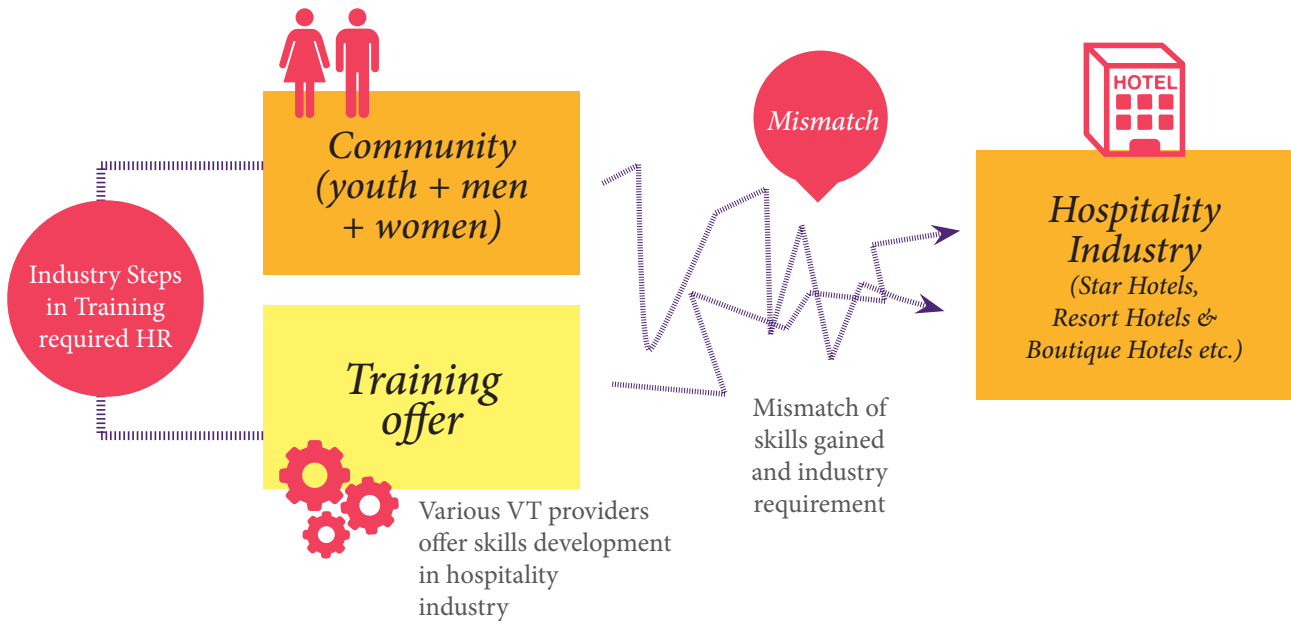 Industry Steps
in Training
required HR
Community
(youth + men
+ women)
Training
offer
Various VT providers
offer skills development
in hospitality
industry
Mismatch
Mismatch of
skills gained
and industry
requirement
HOTEL
Hospitality
Industry
(Star Hotels,
Resort Hotels &
Boutique Hotels etc.)